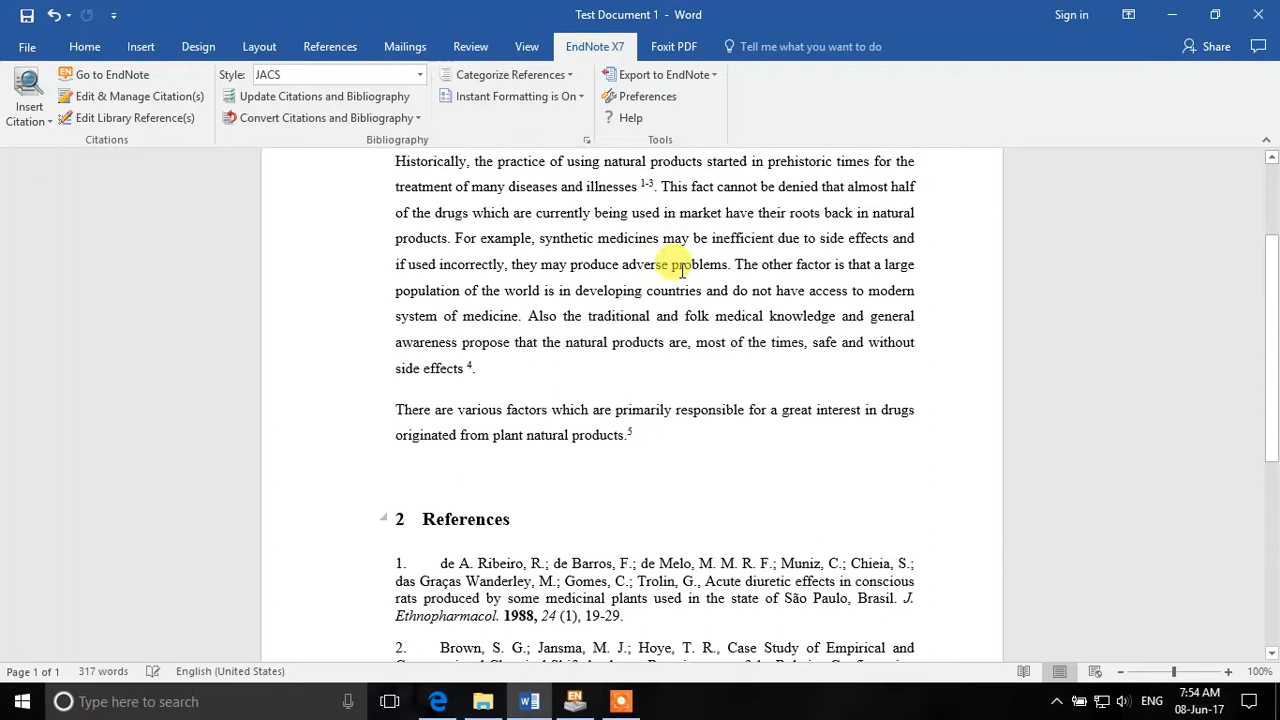 Test Document 1 - Word
Sign in
File Home Insert Design Layout References Mailings Review View EndNote X7 Foxit PDF Tell me what you want to do Share
Insert Citation
EN Go to EndNote
Edit & Manage Citation(s)
Edit Library Reference(s)
Citations
Style: JACS
Update Citations and Bibliography
Convert Citations and Bibliography
Categorize References
Instant Formatting is On
Bibliography
Export to EndNote
Preferences
Help
Tools
Historically, the practice of using natural products started in prehistoric times for the
treatment of many diseases and illnesses 1-3. This fact cannot be denied that almost half
of the drugs which are currently being used in market have their roots back in natural
products. For example, synthetic medicines may be inefficient due to side effects and
if used incorrectly, they may produce adverse problems. The other factor is that a large
population of the world is in developing countries and do not have access to modern
system of medicine. Also the traditional and folk medical knowledge and general
awareness propose that the natural products are, most of the times, safe and without
side effects 4.
There are various factors which are primarily responsible for a great interest in drugs
originated from plant natural products.5
2 References
1. de A. Ribeiro, R.; de Barros, F.; de Melo, M. M. R. F.; Muniz, C.; Chieia, S.;
das Graças Wanderley, M.; Gomes, C.; Trolin, G., Acute diuretic effects in conscious
rats produced by some medicinal plants used in the state of São Paulo, Brasil. J.
Ethnopharmacol. 1988, 24 (1), 19-29.
2. Brown, S. G.; Jansma, M. J.; Hoye, T. R., Case Study of Empirical and
Page 1 of 1 317 words English (United States) 100%
Type here to search
EN
ENG
7:54 AM
08-Jun-17